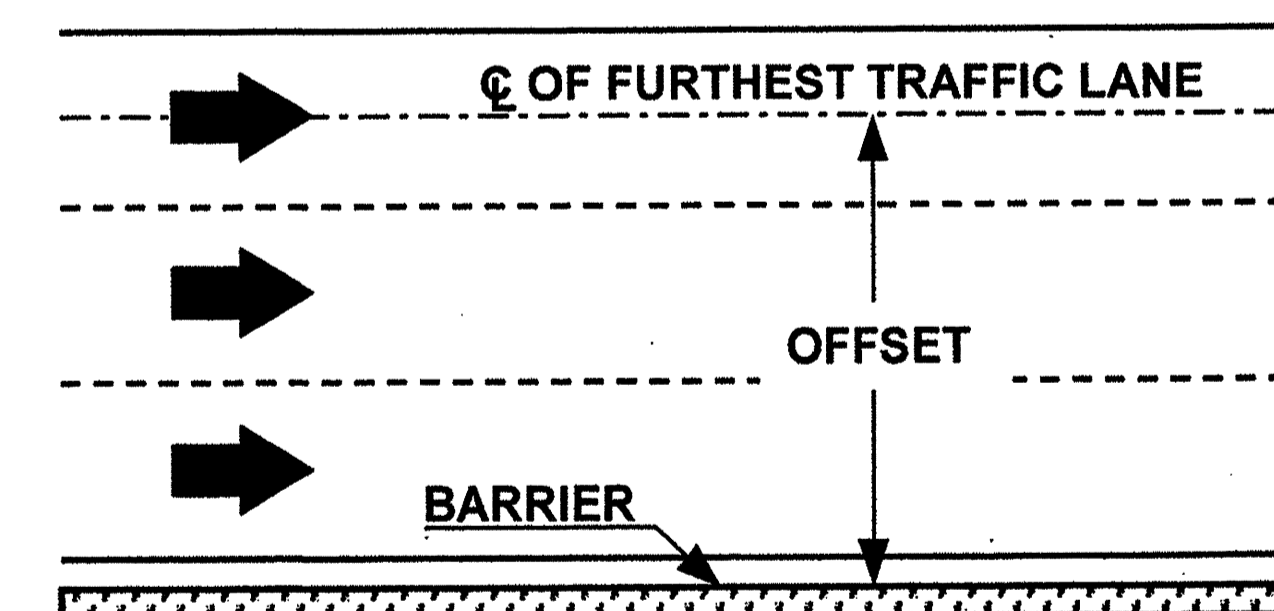 ℄ OF FURTHEST TRAFFIC LANE
OFFSET
BARRIER